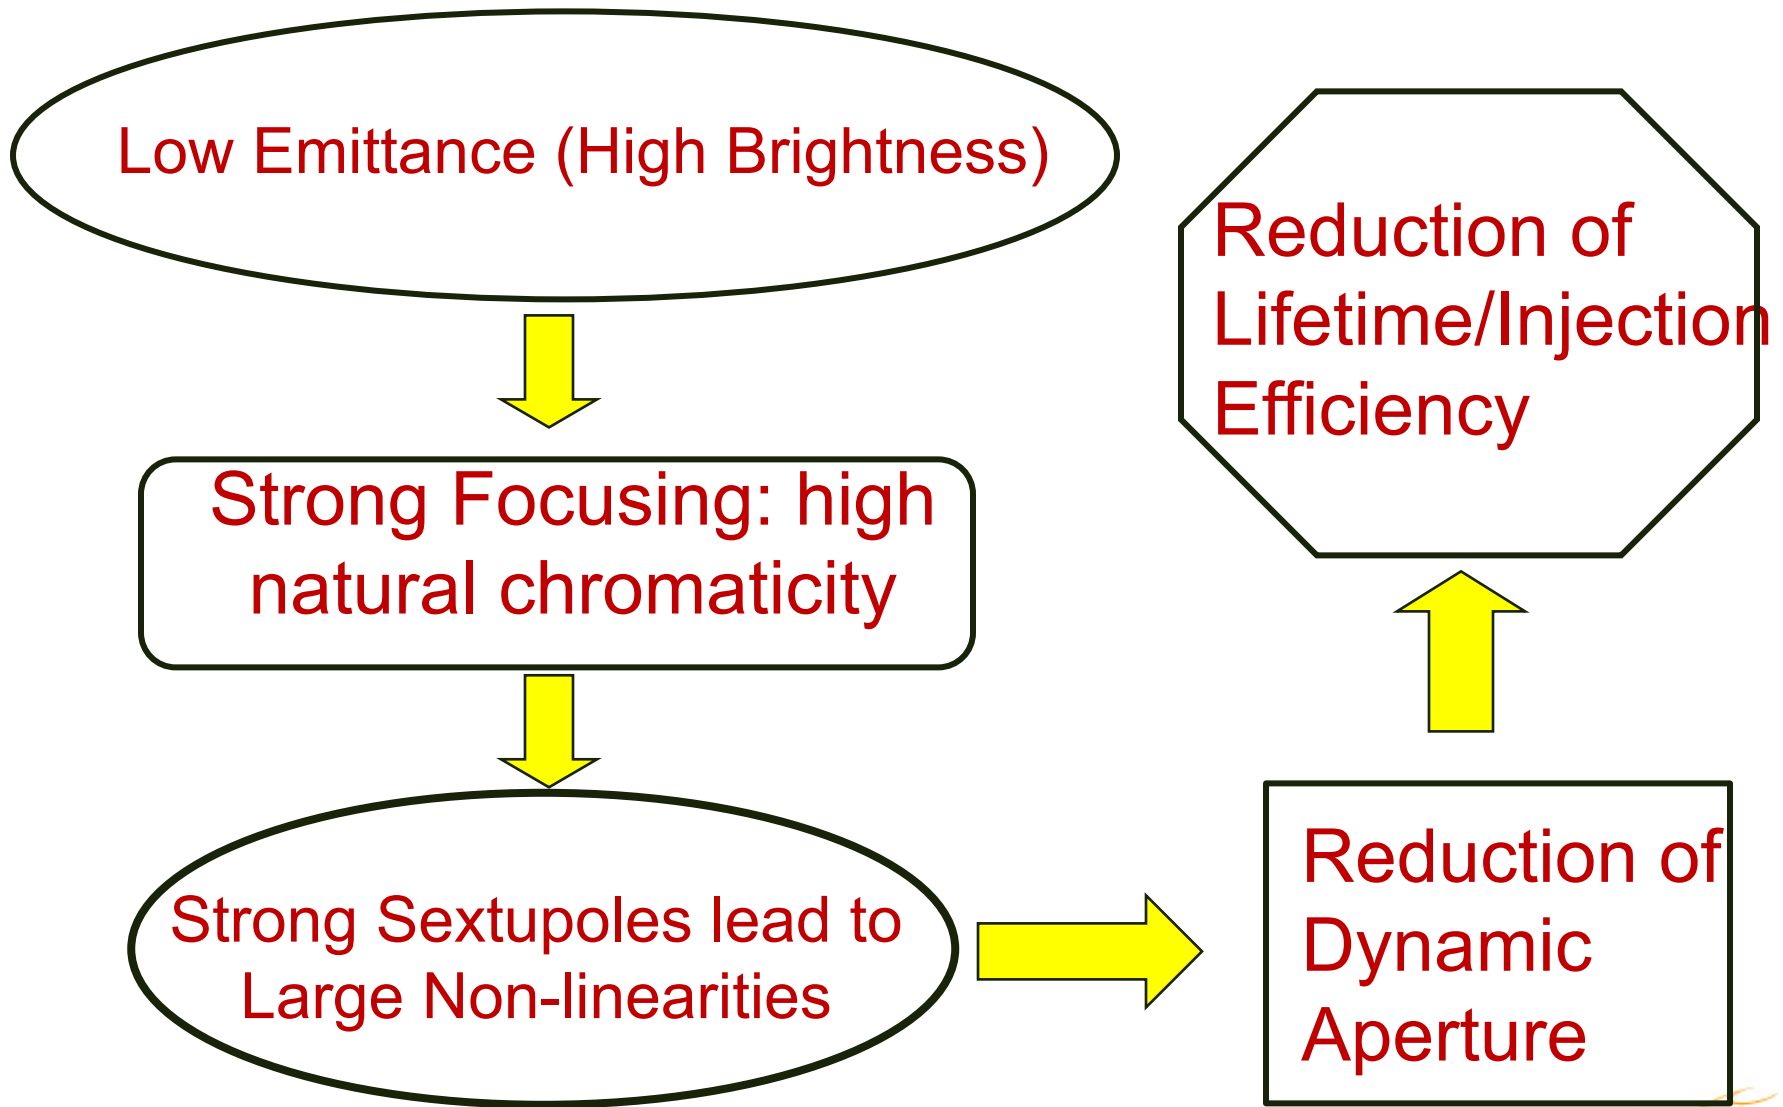 Low Emittance (High Brightness)
Strong Focusing: high
natural chromaticity
Strong Sextupoles lead to
Large Non-linearities
Reduction of
Dynamic
Aperture
Reduction of
Lifetime/Injection
Efficiency